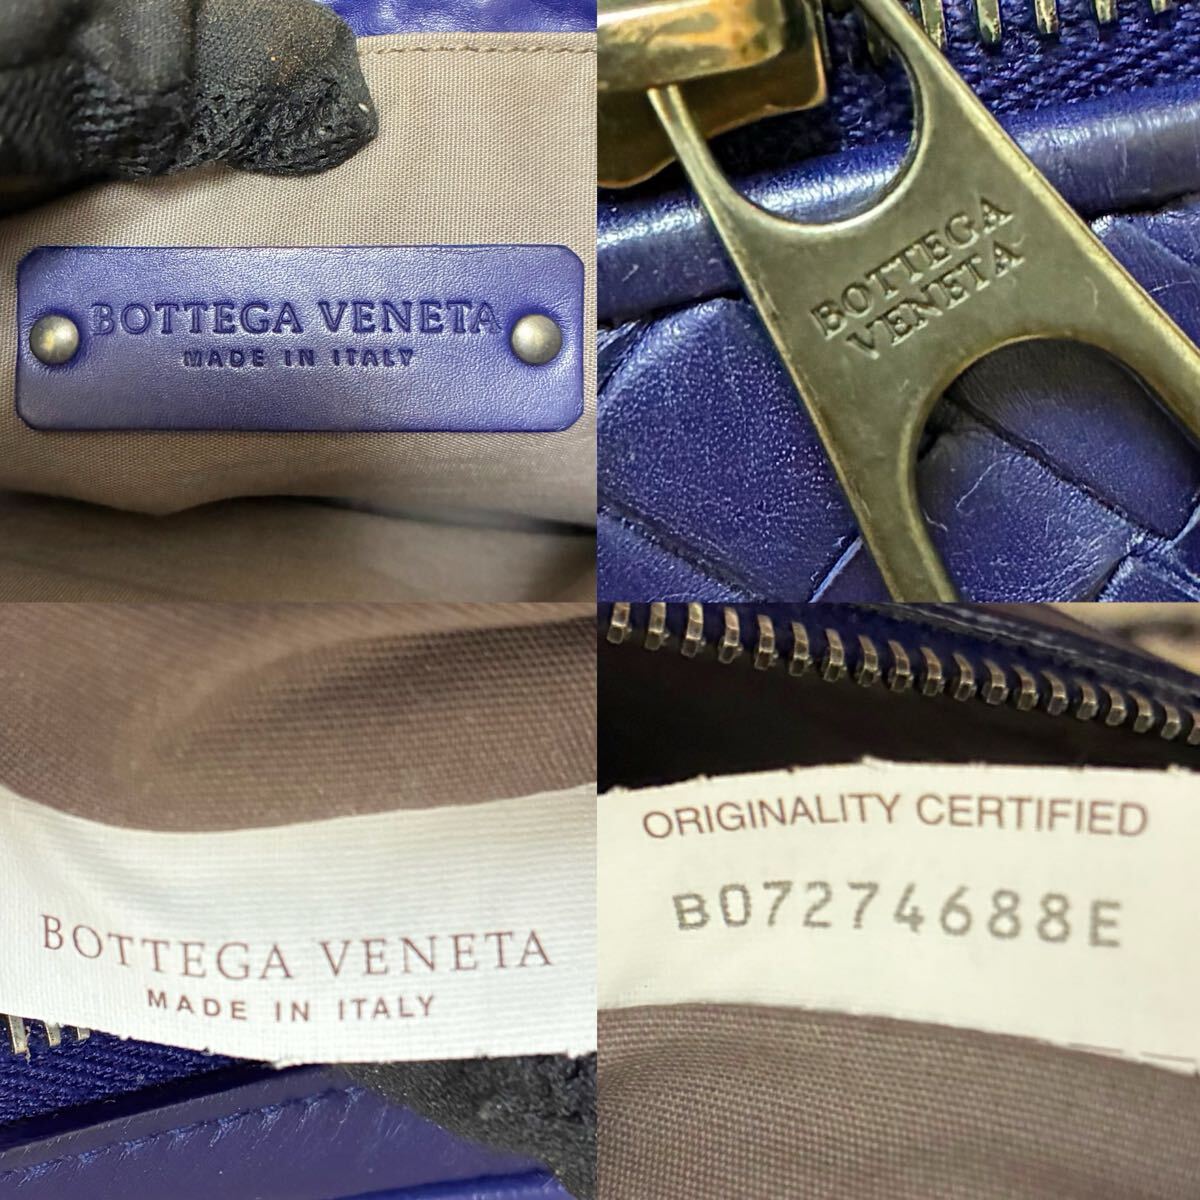 BOTTEGA VENETA
MADE IN ITALY
BOTTEGA
VENETA
BOTTEGA VENETA
MADE IN ITALY
ORIGINALITY CERTIFIED
B07274688E